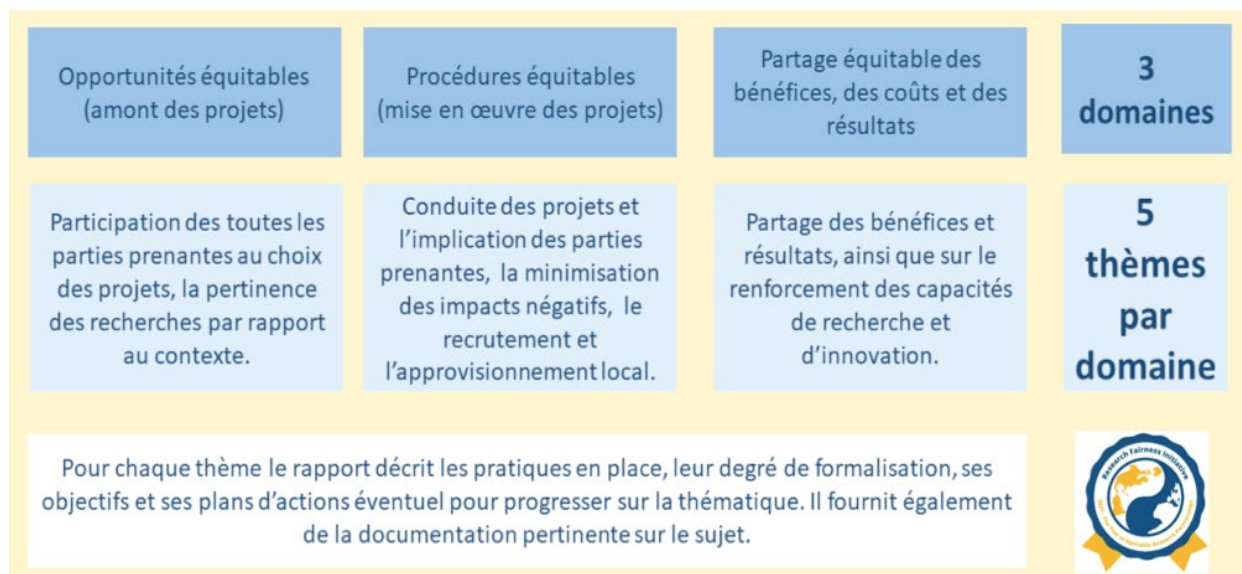 Opportunités équitables
(amont des projets)
Procédures équitables
(mise en œuvre des projets)
Partage équitable des
bénéfices, des coûts et des
résultats
3
domaines
Participation des toutes les
parties prenantes au choix
des projets, la pertinence
des recherches par rapport
au contexte.
Conduite des projets et
l’implication des parties
prenantes, la minimisation
des impacts négatifs, le
recrutement et
l’approvisionnement local.
Partage des bénéfices et
résultats, ainsi que sur le
renforcement des capacités
de recherche et
d’innovation.
5
thèmes
par
domaine
Pour chaque thème le rapport décrit les pratiques en place, leur degré de formalisation, ses
objectifs et ses plans d’actions éventuel pour progresser sur la thématique. Il fournit également
de la documentation pertinente sur le sujet.
Research Fairness Initiative